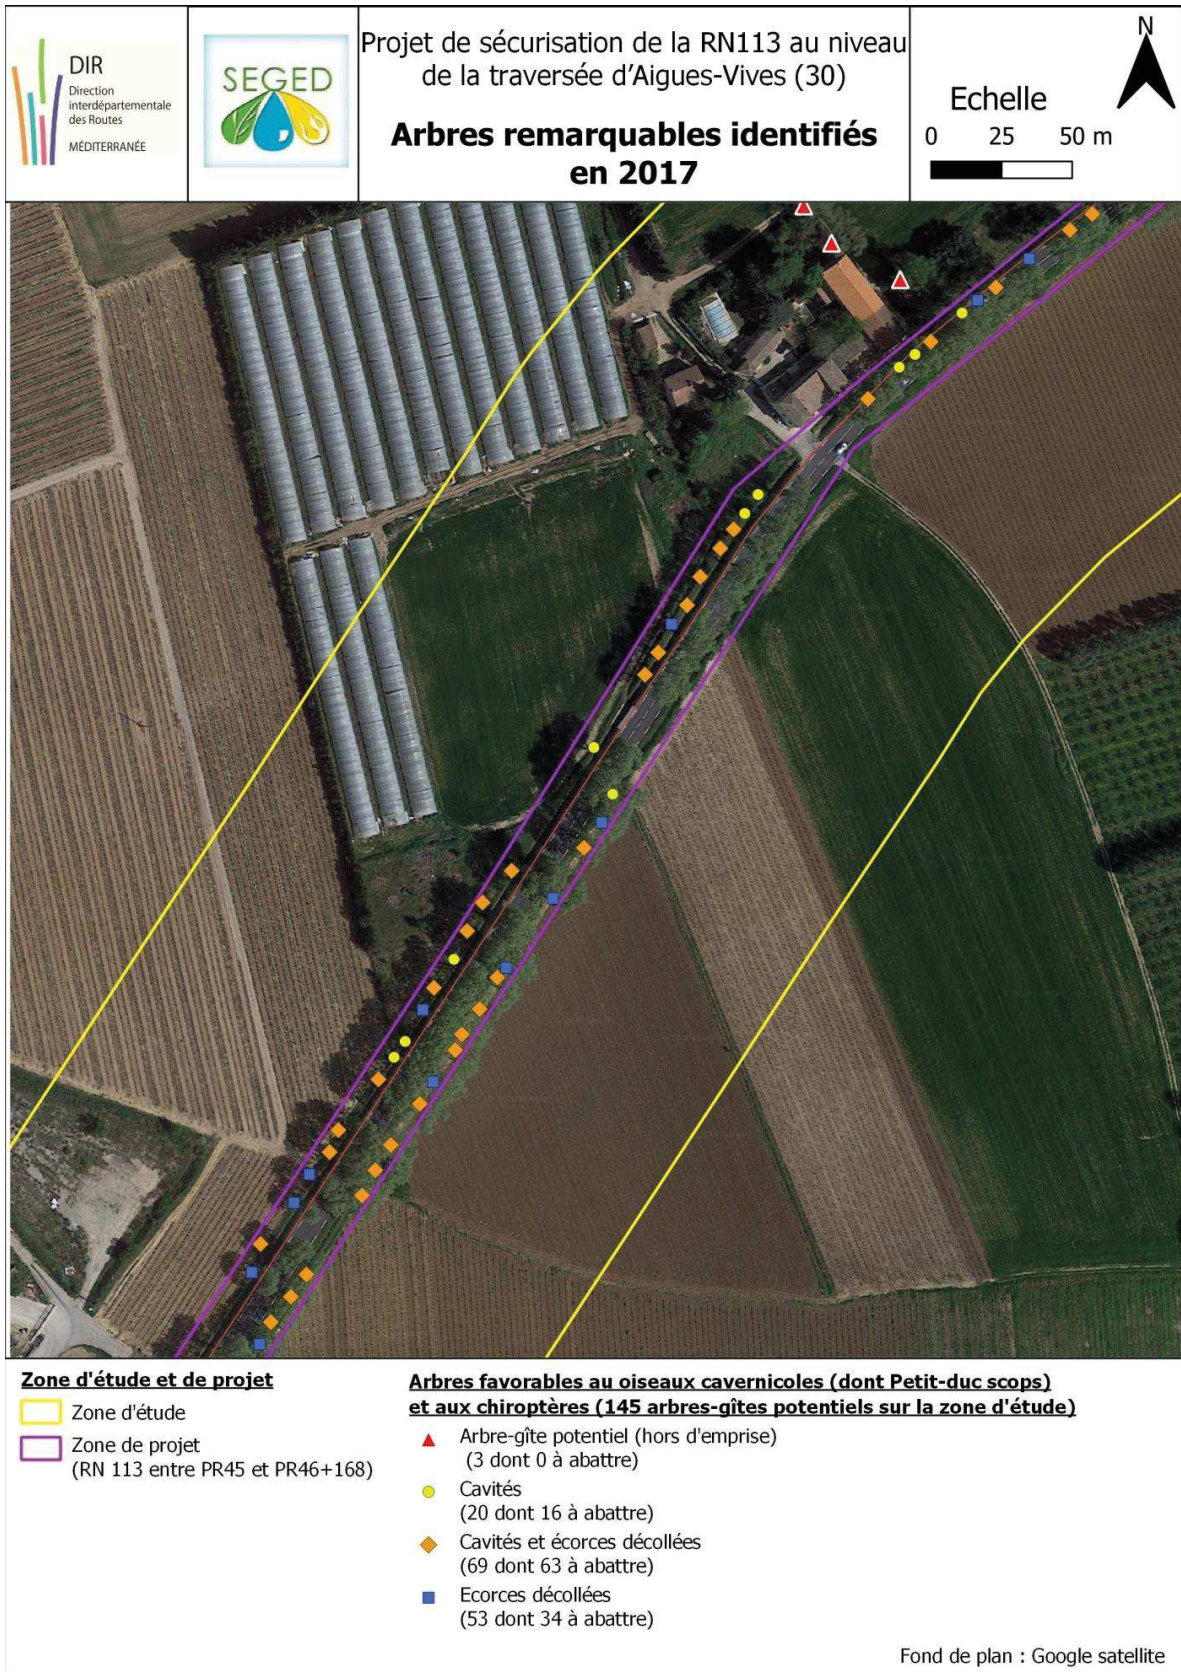 DIR
Direction
interdépartementale
des Routes
MÉDITERRANÉE
SEGED
Projet de sécurisation de la RN113 au niveau
de la traversée d'Aigues-Vives (30)
Arbres remarquables identifiés
en 2017
N
Echelle
0 25 50 m
Zone d'étude et de projet
Zone d'étude
Zone de projet
(RN 113 entre PR45 et PR46+168)
Arbres favorables au oiseaux cavernicoles (dont Petit-duc scops)
et aux chiroptères (145 arbres-gîtes potentiels sur la zone d'étude)
Arbre-gîte potentiel (hors d'emprise)
(3 dont 0 à abattre)
Cavités
(20 dont 16 à abattre)
Cavités et écorces décollées
(69 dont 63 à abattre)
Ecorces décollées
(53 dont 34 à abattre)
Fond de plan : Google satellite